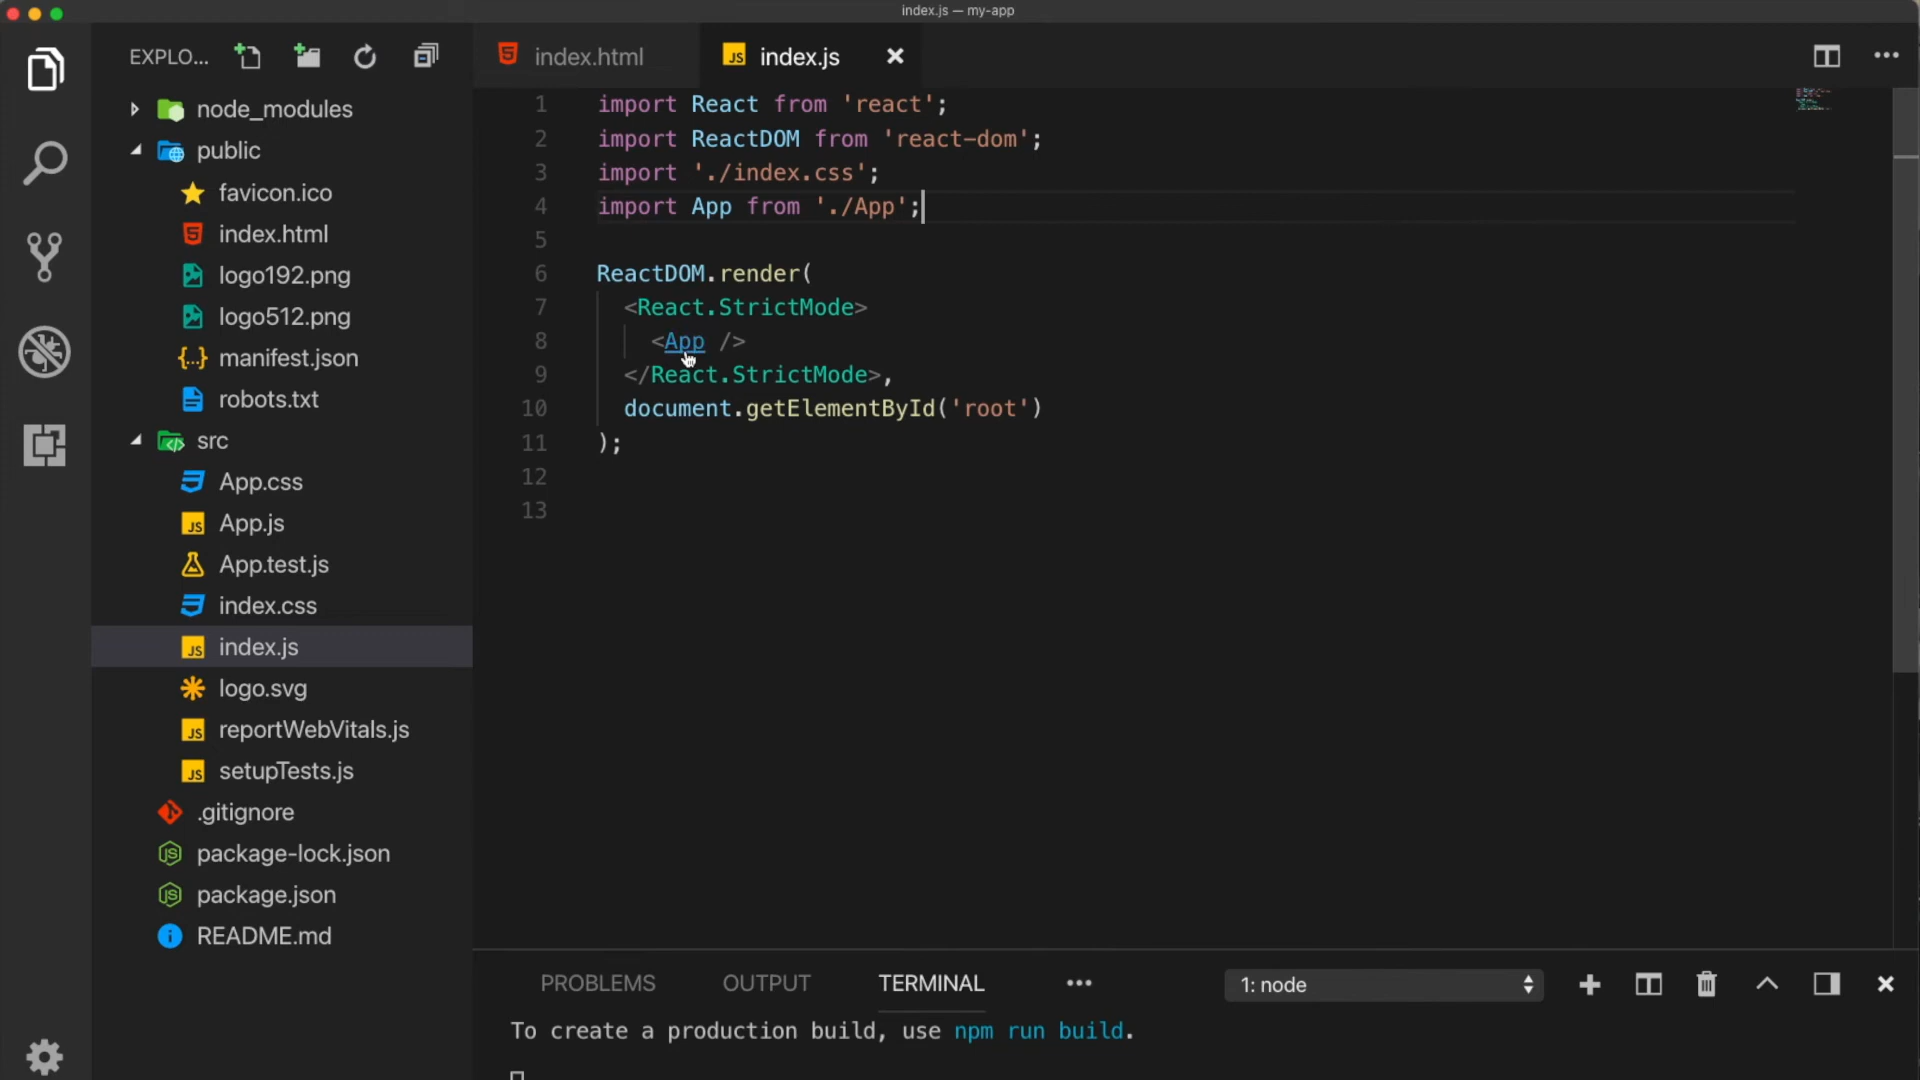 index.js — my-app
EXPLO...
node_modules
public
favicon.ico
index.html
logo192.png
logo512.png
manifest.json
robots.txt
src
App.css
App.js
App.test.js
index.css
index.js
logo.svg
reportWebVitals.js
setupTests.js
.gitignore
package-lock.json
package.json
README.md
index.html
index.js
1 import React from 'react';
2 import ReactDOM from 'react-dom';
3 import './index.css';
4 import App from './App';
5
6 ReactDOM.render(
7 <React.StrictMode>
8 <App />
9 </React.StrictMode>,
10 document.getElementById('root')
11 );
12
13
PROBLEMS OUTPUT TERMINAL ••• 1: node
To create a production build, use npm run build.